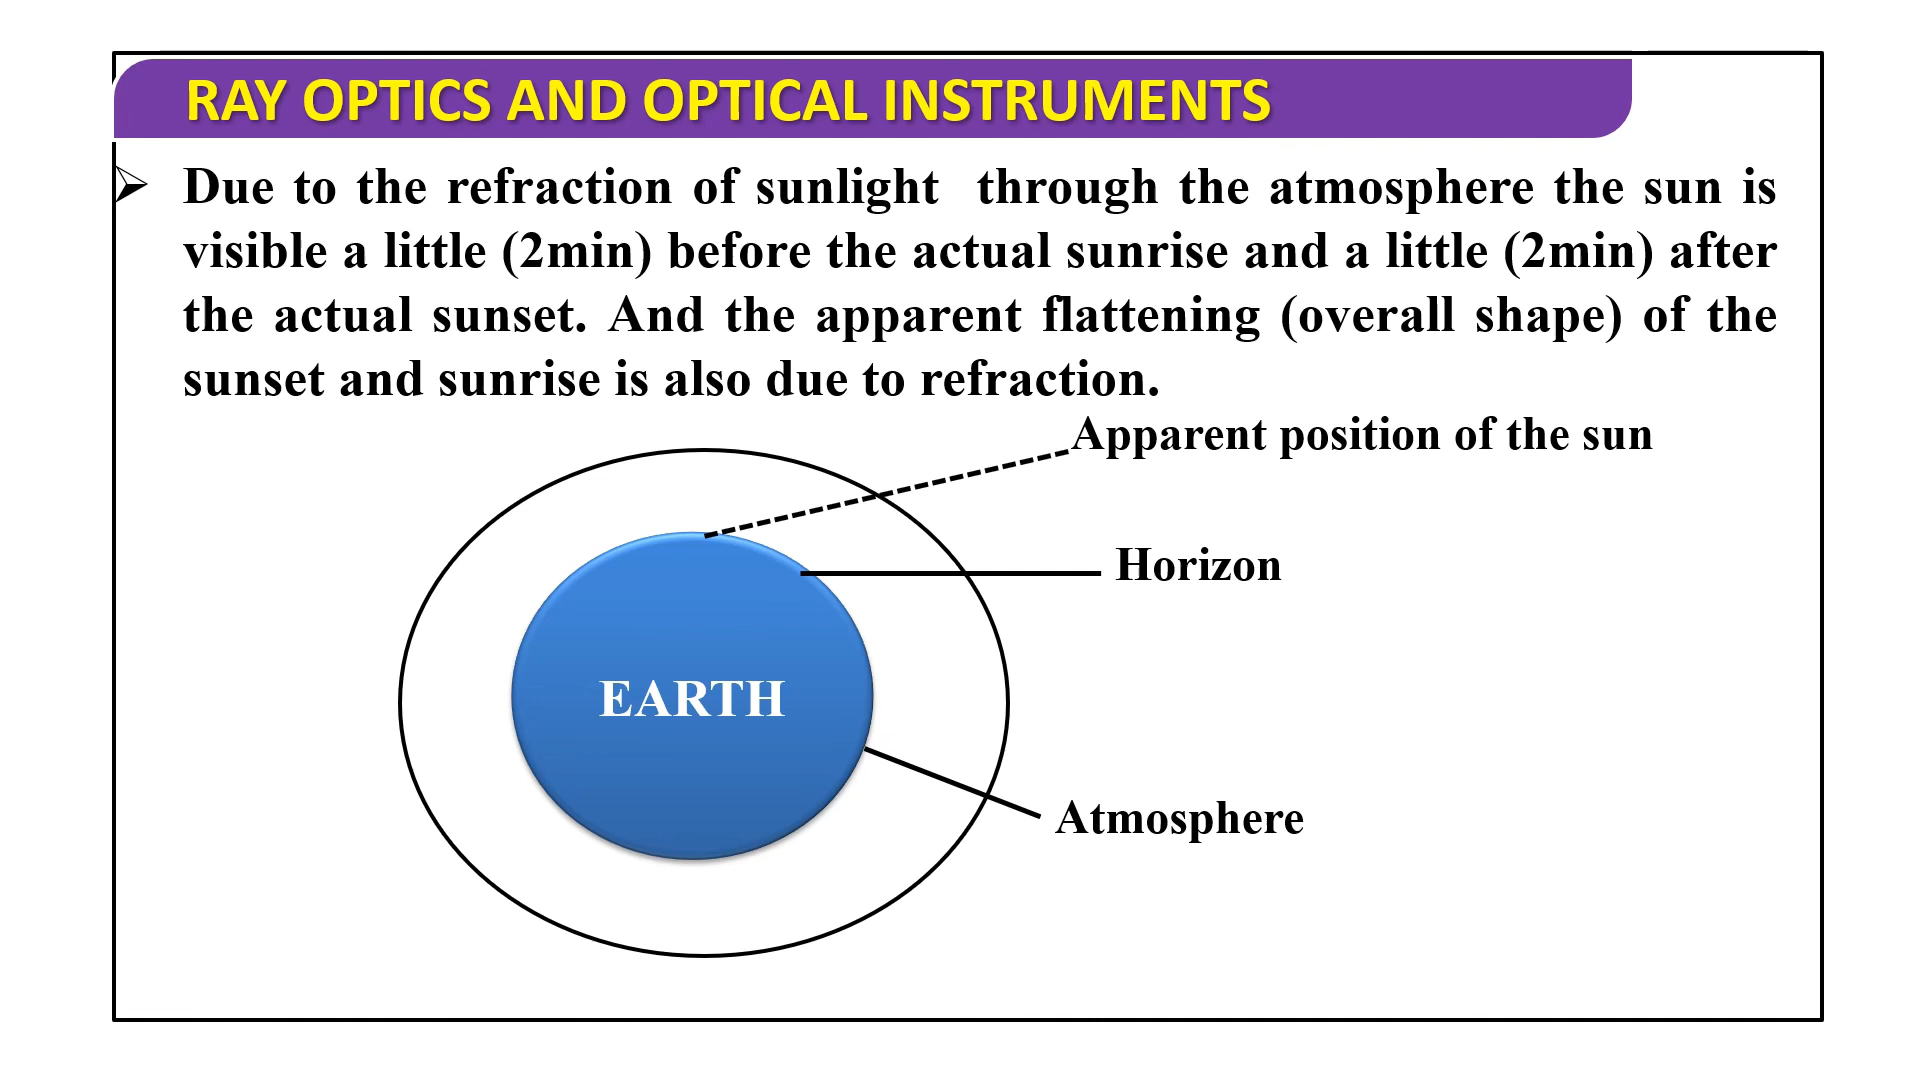 RAY OPTICS AND OPTICAL INSTRUMENTS
Due to the refraction of sunlight through the atmosphere the sun is
visible a little (2min) before the actual sunrise and a little (2min) after
the actual sunset. And the apparent flattening (overall shape) of the
sunset and sunrise is also due to refraction.
Apparent position of the sun
Horizon
EARTH
Atmosphere